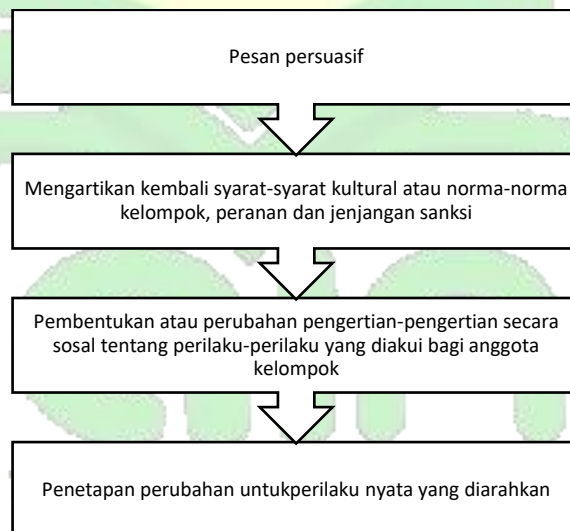 Pesan persuasif
Mengartikan kembali syarat-syarat kultural atau norma-norma
kelompok, peranan dan jenjangan sanksi
Pembentukan atau perubahan pengertian-pengertian secara
sosal tentang perilaku-perilaku yang diakui bagi anggota
kelompok
Penetapan perubahan untukperilaku nyata yang diarahkan